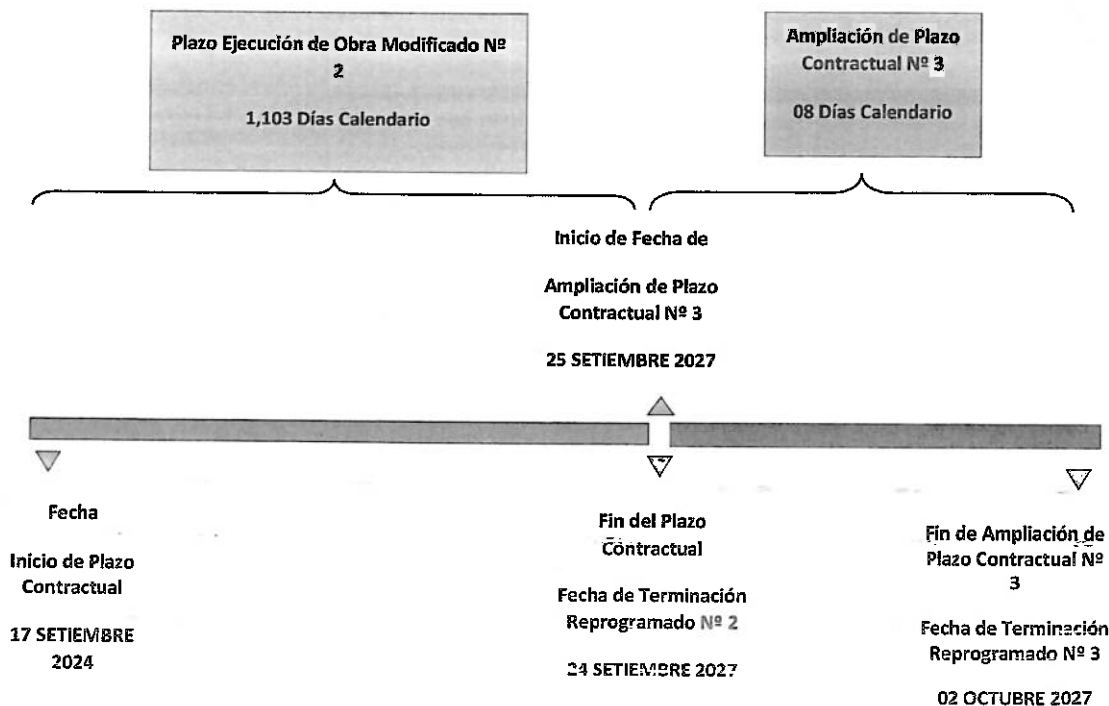 Plazo Ejecución de Obra Modificado Nº
2
1,103 Días Calendario
Ampliación de Plazo
Contractual Nº 3
08 Días Calendario
Inicio de Fecha de
Ampliación de Plazo
Contractual Nº 3
25 SETIEMBRE 2027
Fecha
Inicio de Plazo
Contractual
17 SETIEMBRE
2024
Fin del Plazo
Contractual
Fecha de Terminación
Reprogramado Nº 2
24 SETIEMBRE 2027
Fin de Ampliación de
Plazo Contractual Nº
3
Fecha de Terminación
Reprogramado Nº 3
02 OCTUBRE 2027